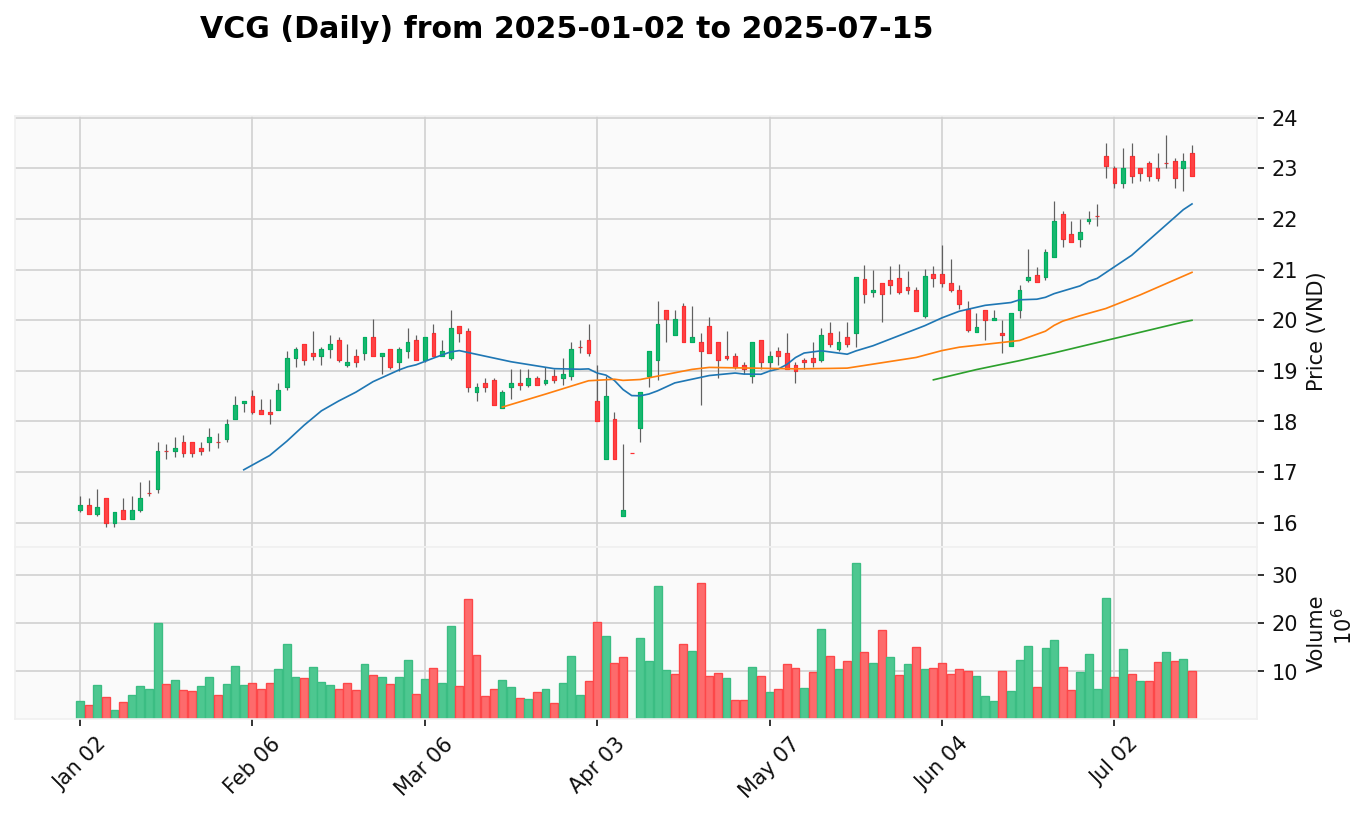 VCG (Daily) from 2025-01-02 to 2025-07-15
24
23
22
21
20
19
18
17
16
Price (VND)
30
20
10
Volume
10⁶
Jan 02
Feb 06
Mar 06
Apr 03
May 07
Jun 04
Jul 02